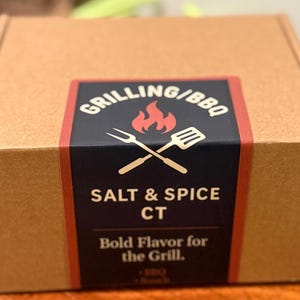 GRILLING/BBQ
SALT & SPICE
CT
Bold Flavor for
the Grill.
• BBQ